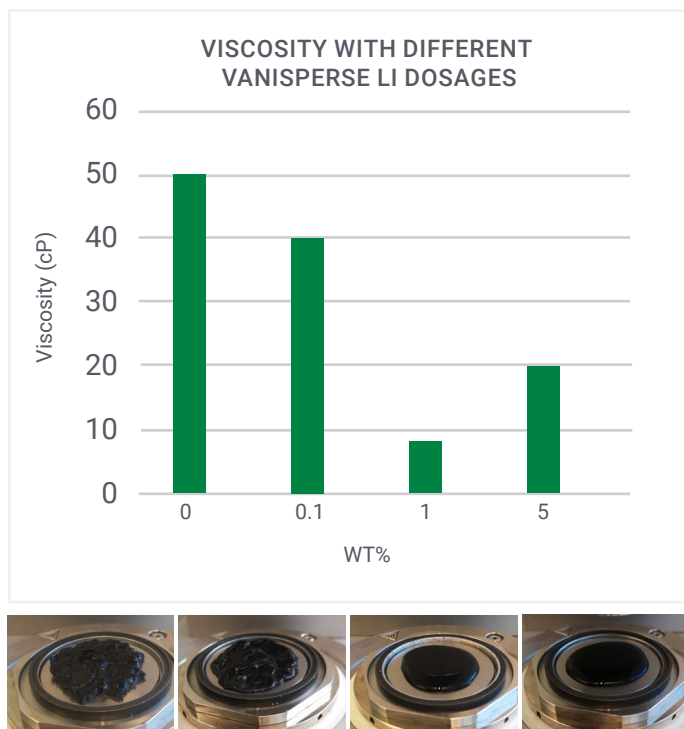 VISCOSITY WITH DIFFERENT
VANISPERSE LI DOSAGES
60
50
40
30
20
10
0
Viscosity (cP)
0 0.1 1 5
WT%